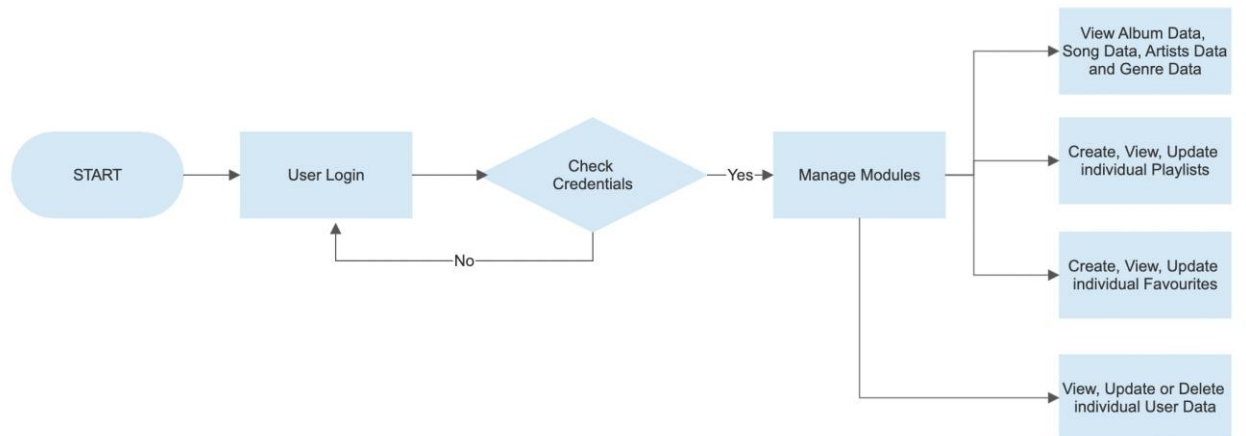 START
User Login
Check
Credentials
Yes
No
Manage Modules
View Album Data,
Song Data, Artists Data
and Genre Data
Create, View, Update
individual Playlists
Create, View, Update
individual Favourites
View, Update or Delete
individual User Data